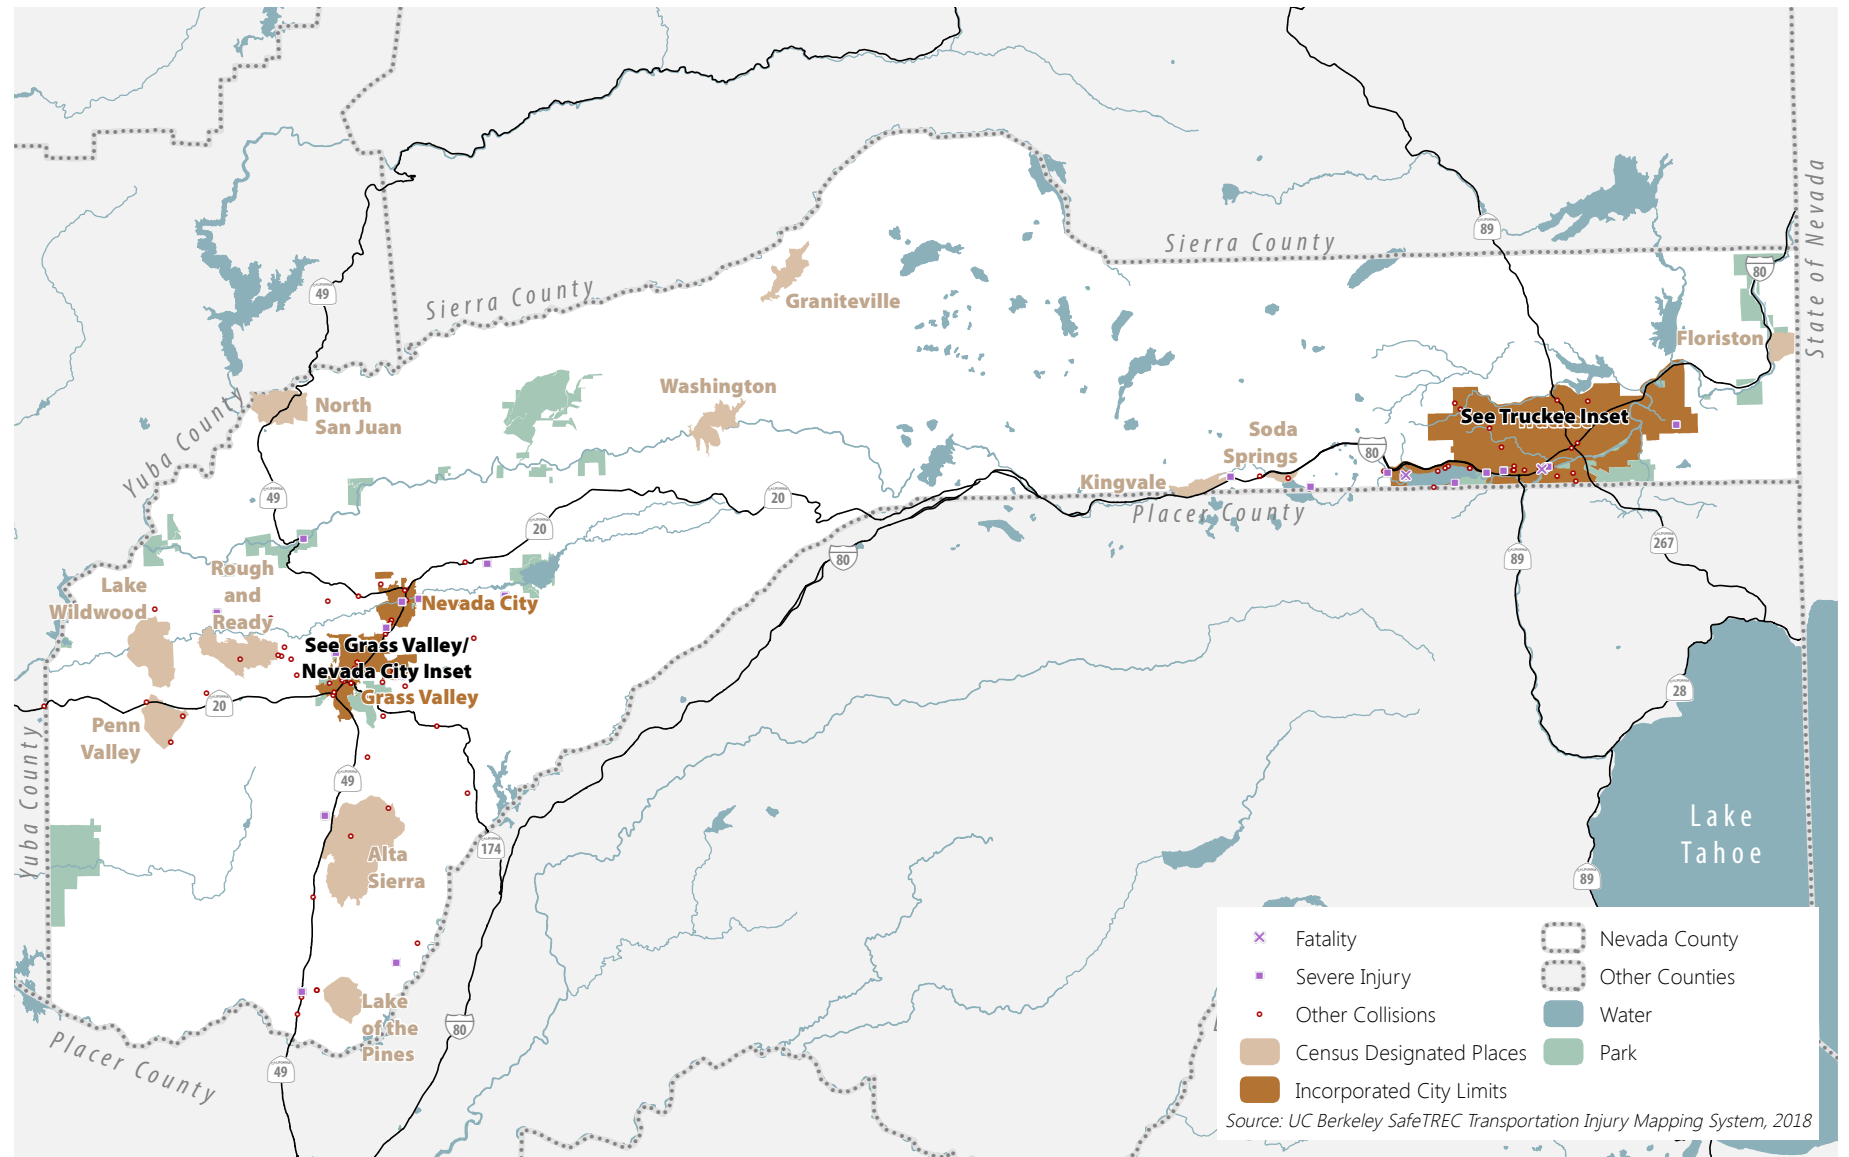 State of Nevada
89
Sierra County
80
Sierra County
49
Graniteville
Floriston
Washington
North
San Juan
See Truckee Inset
Yuba County
Soda
Springs
80
Kingvale
49
20
Placer County
20
80
89
267
Rough
and
Ready
Lake
Wildwood
Nevada City
See Grass Valley/
Nevada City Inset
Grass Valley
20
28
Penn
Valley
Yuba County
49
174
Lake
Tahoe
Alta
Sierra
89
Lake
of the
Pines
80
Placer County
49
Fatality
Severe Injury
Other Collisions
Census Designated Places
Incorporated City Limits
Nevada County
Other Counties
Water
Park
Source: UC Berkeley SafeTREC Transportation Injury Mapping System, 2018